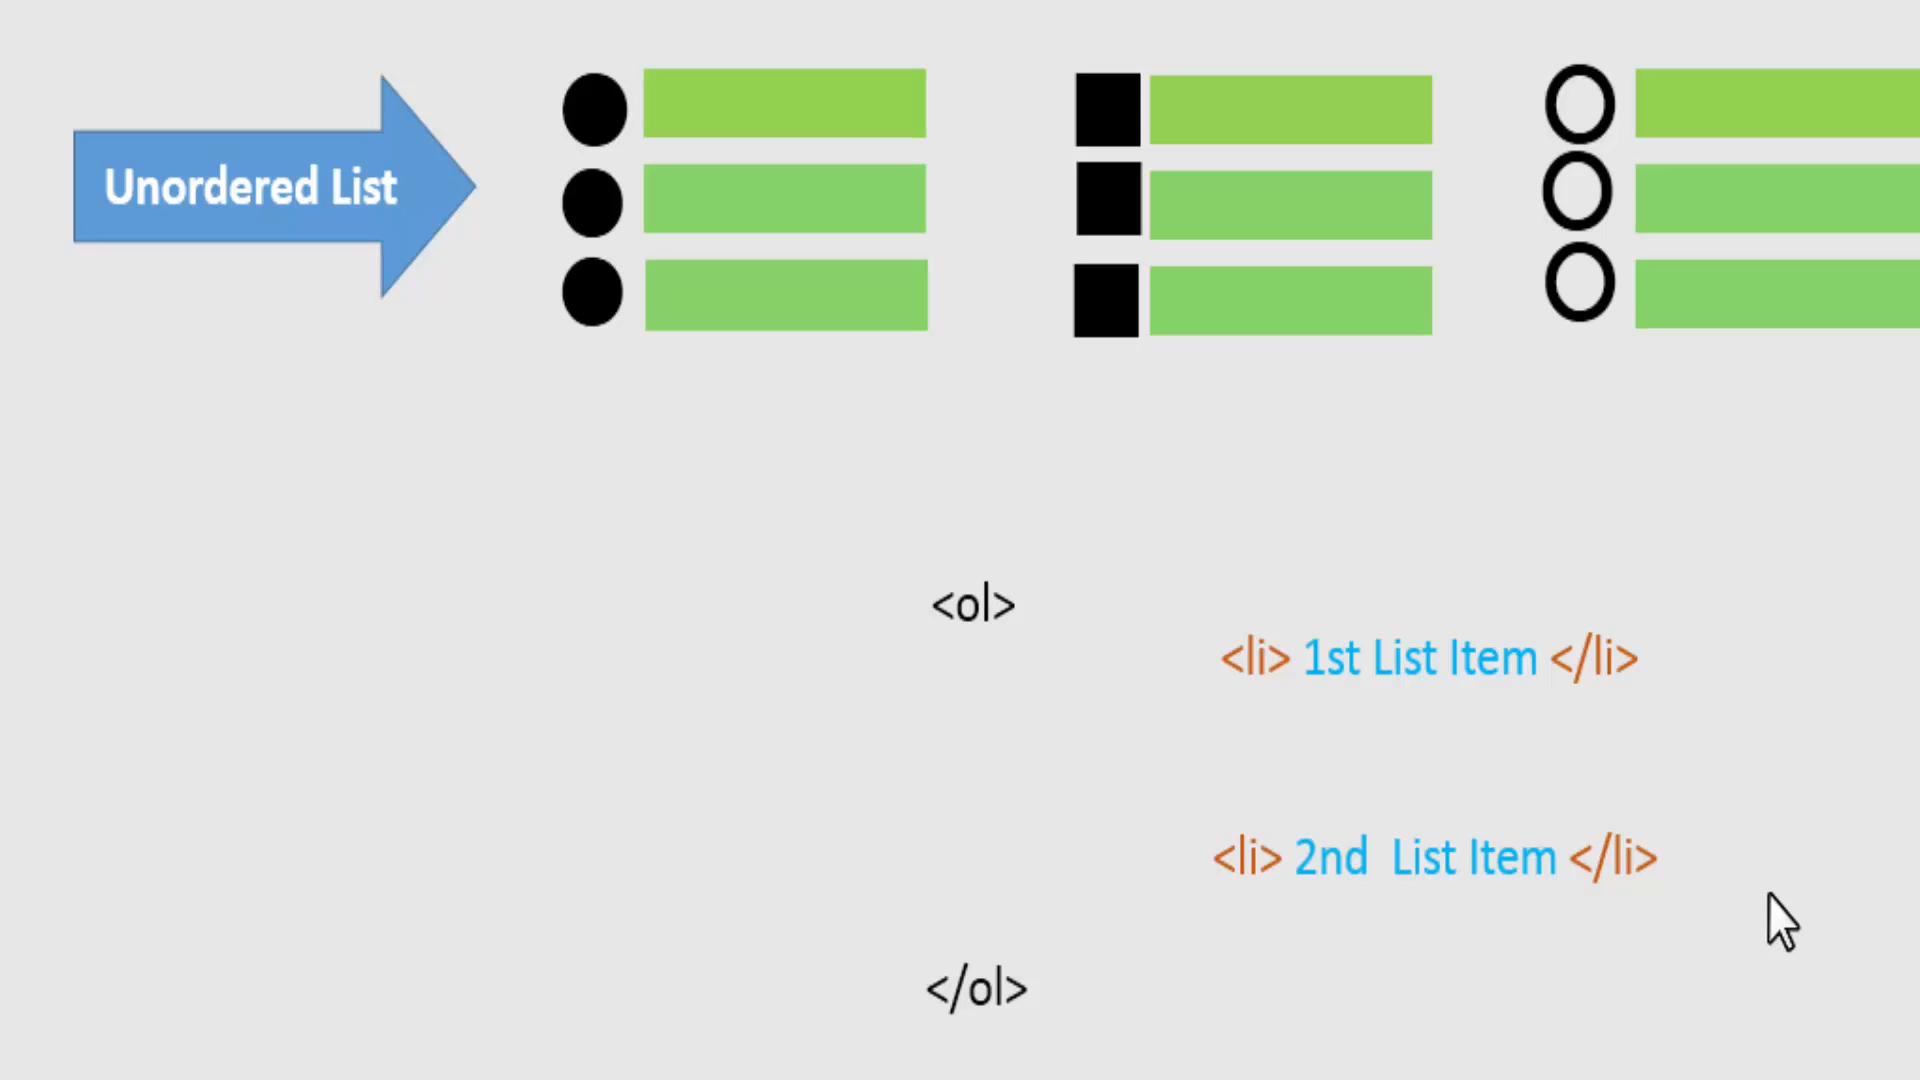 Unordered List
<ol>
<li> 1st List Item </li>
<li> 2nd  List Item </li>
</ol>